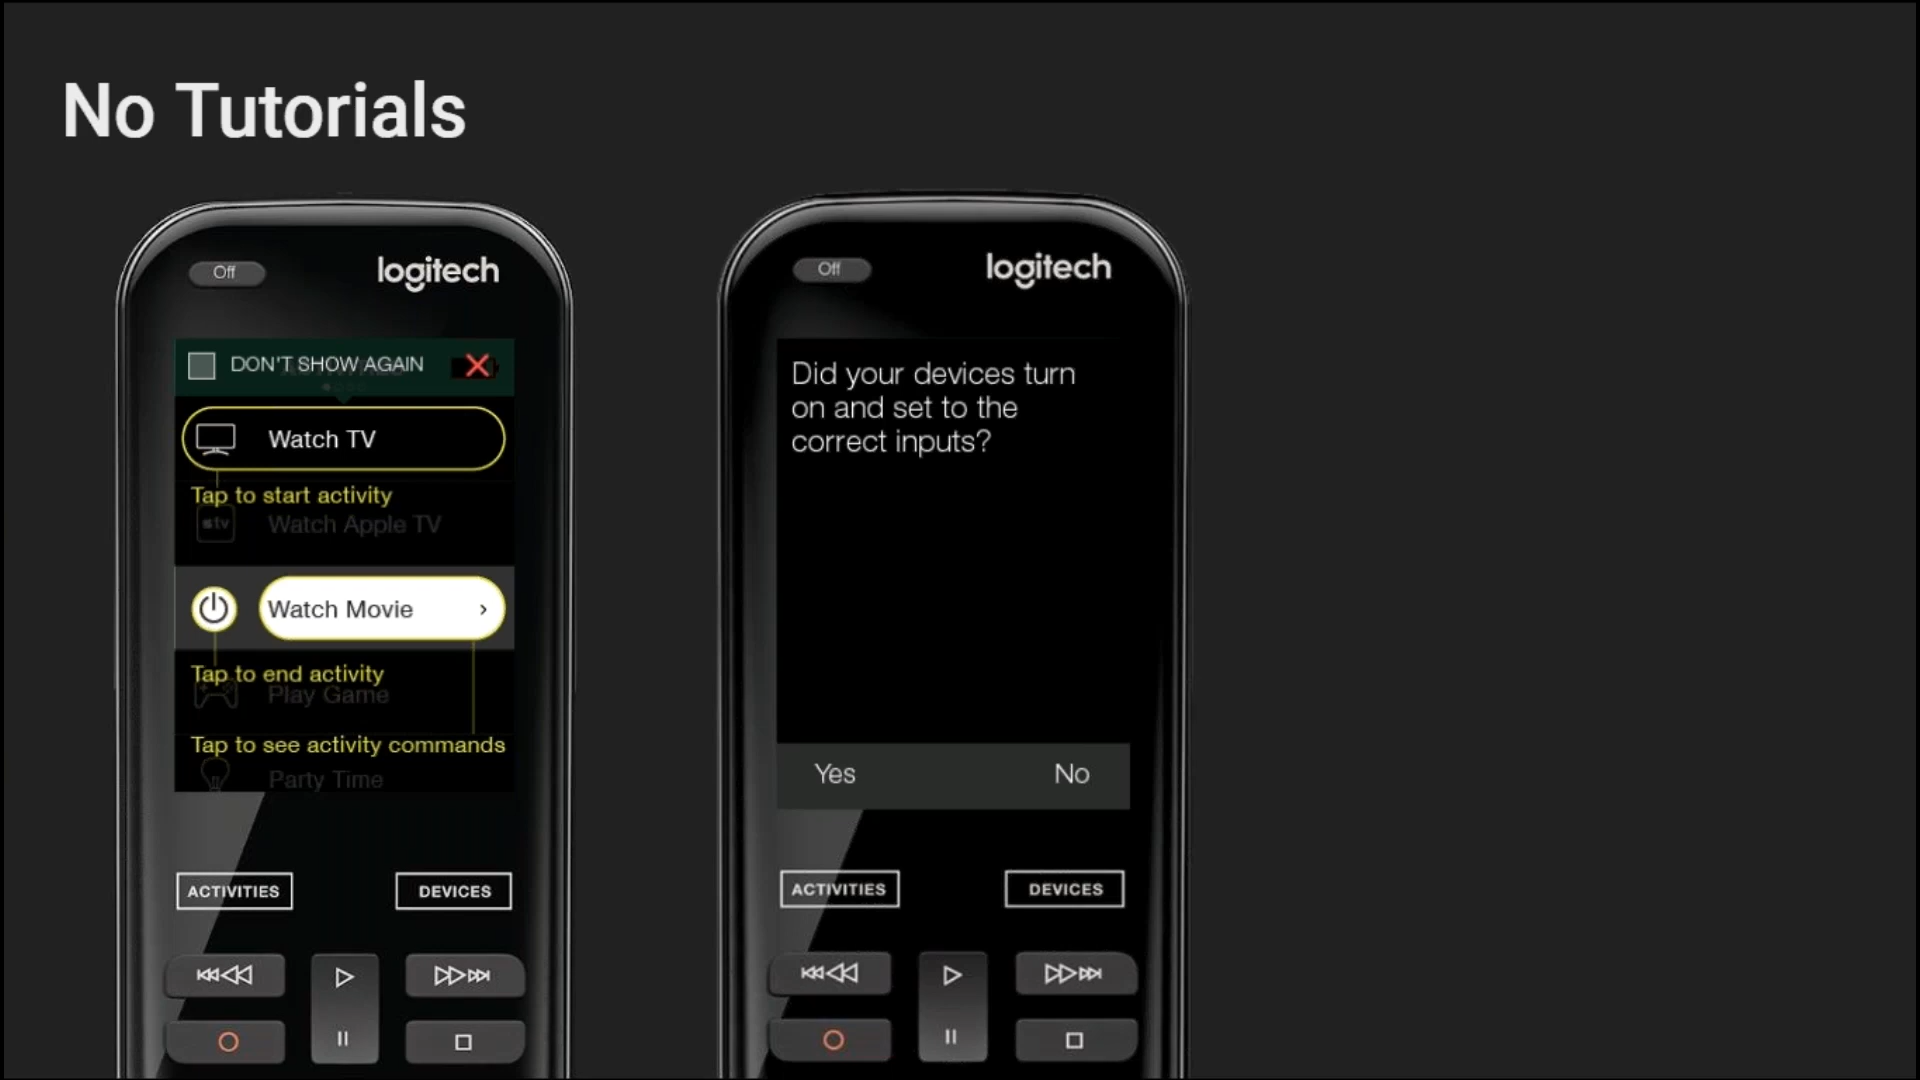 No Tutorials
Off
logitech
DON'T SHOW AGAIN
Watch TV
Tap to start activity
tv
Watch Apple TV
Watch Movie
Tap to end activity
Play Game
Tap to see activity commands
Party Time
ACTIVITIES
DEVICES
Off
logitech
Did your devices turn
on and set to the
correct inputs?
Yes
No
ACTIVITIES
DEVICES